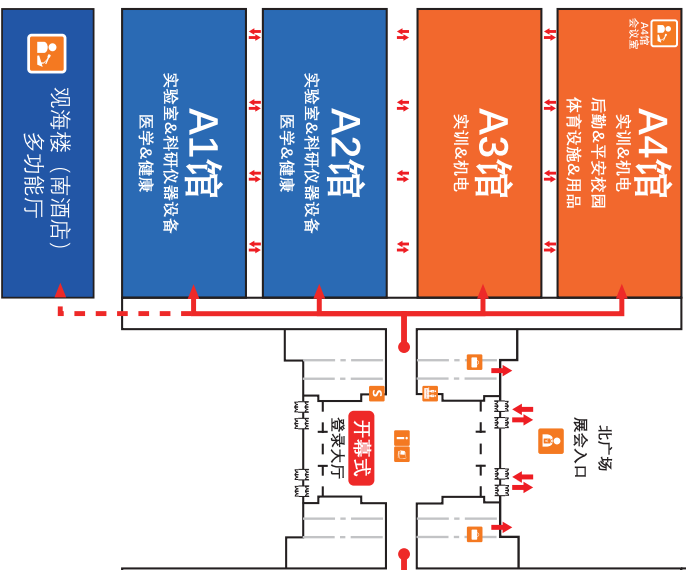 A4馆
会议室
A4馆
实训&机电
后勤&平安校园
体育设施&用品
A3馆
实训&机电
A2馆
实验室&科研仪器设备
医学&健康
A1馆
实验室&科研仪器设备
医学&健康
观海楼（南酒店）
多功能厅
北广场
展会入口
开幕式
登录大厅